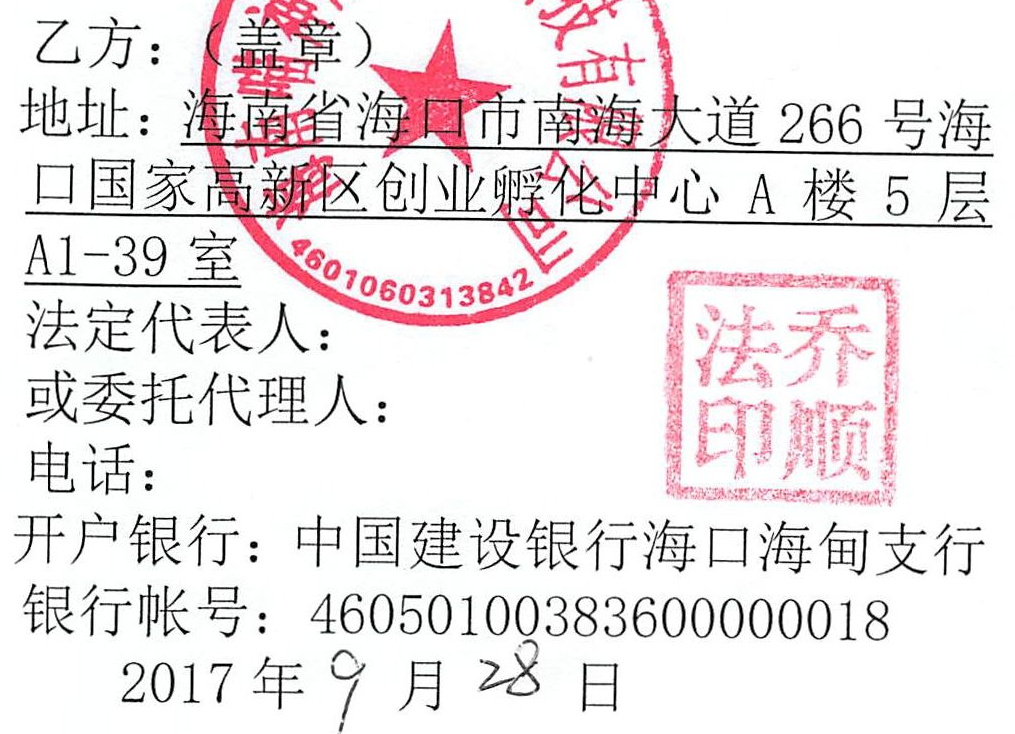 乙方：（盖章）
地址：海南省海口市南海大道 266 号海
口国家高新区创业孵化中心 A 楼 5 层
A1-39 室
4601060313842
法定代表人：
乔顺
法印
或委托代理人：
电话：
开户银行：中国建设银行海口海甸支行
银行帐号：46050100383600000018
2017 年 9 月 28 日